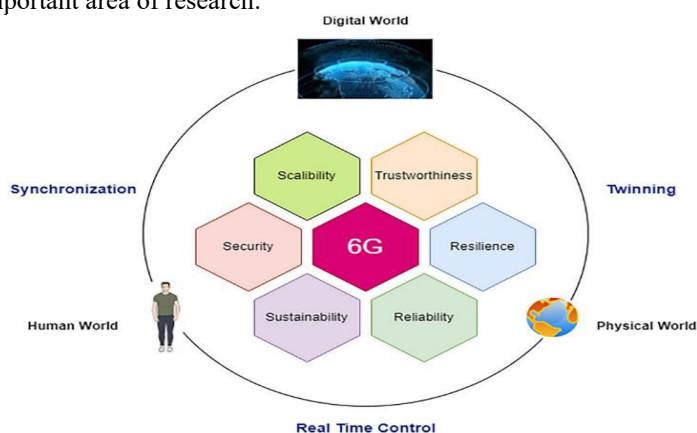 portant area of research.
Digital World
Scalibility
Trustworthiness
Synchronization
Twinning
Security
6G
Resilience
Sustainability
Reliability
Human World
Physical World
Real Time Control